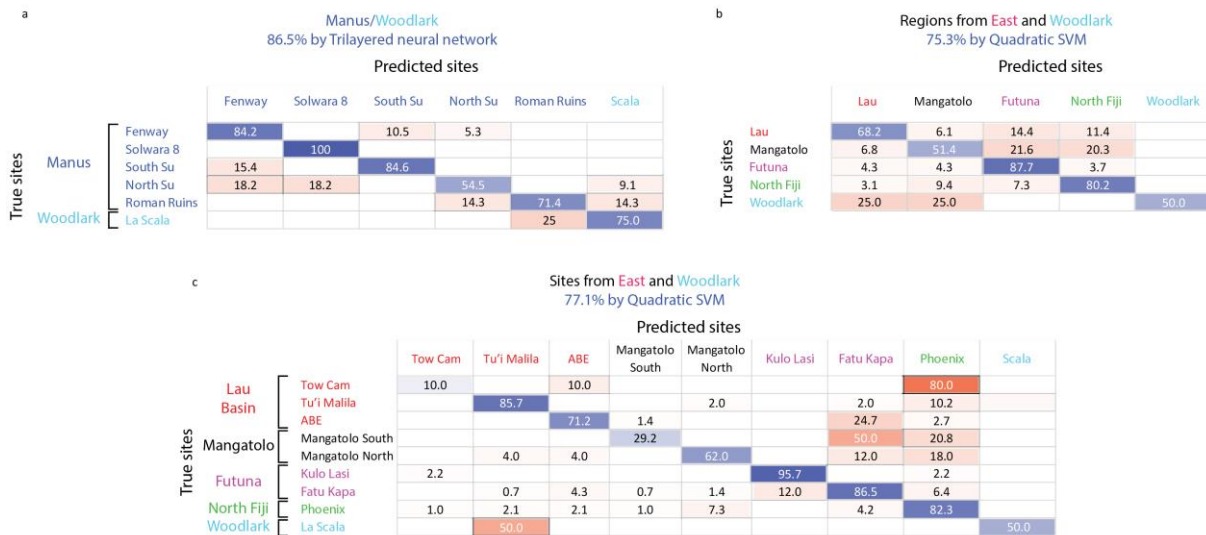 a
Manus/Woodlark
86.5% by Trilayered neural network
Predicted sites
Fenway Solwara 8 South Su North Su Roman Ruins Scala
True sites
Manus
Woodlark
Fenway 84.2 10.5 5.3
Solwara 8 100
South Su 15.4 84.6
North Su 18.2 18.2 54.5 9.1
Roman Ruins 14.3 71.4 14.3
La Scala 25 75.0
b
Regions from East and Woodlark
75.3% by Quadratic SVM
Predicted sites
Lau Mangatolo Futuna North Fiji Woodlark
True sites
Lau 68.2 6.1 14.4 11.4
Mangatolo 6.8 51.4 21.6 20.3
Futuna 4.3 4.3 87.7 3.7
North Fiji 3.1 9.4 7.3 80.2
Woodlark 25.0 25.0 50.0
c
Sites from East and Woodlark
77.1% by Quadratic SVM
Predicted sites
Tow Cam Tu'i Malila ABE Mangatolo South Mangatolo North Kulo Lasi Fatu Kapa Phoenix Scala
True sites
Lau Basin
Tow Cam 10.0 10.0 80.0
Tu'i Malila 85.7 2.0 2.0 10.2
ABE 71.2 1.4 24.7 2.7
Mangatolo
Mangatolo South 29.2 50.0 20.8
Mangatolo North 4.0 4.0 62.0 12.0 18.0
Futuna
Kulo Lasi 2.2 95.7 2.2
Fatu Kapa 0.7 4.3 0.7 1.4 12.0 86.5 6.4
North Fiji
Phoenix 1.0 2.1 2.1 1.0 7.3 4.2 82.3
Woodlark
La Scala 50.0 50.0